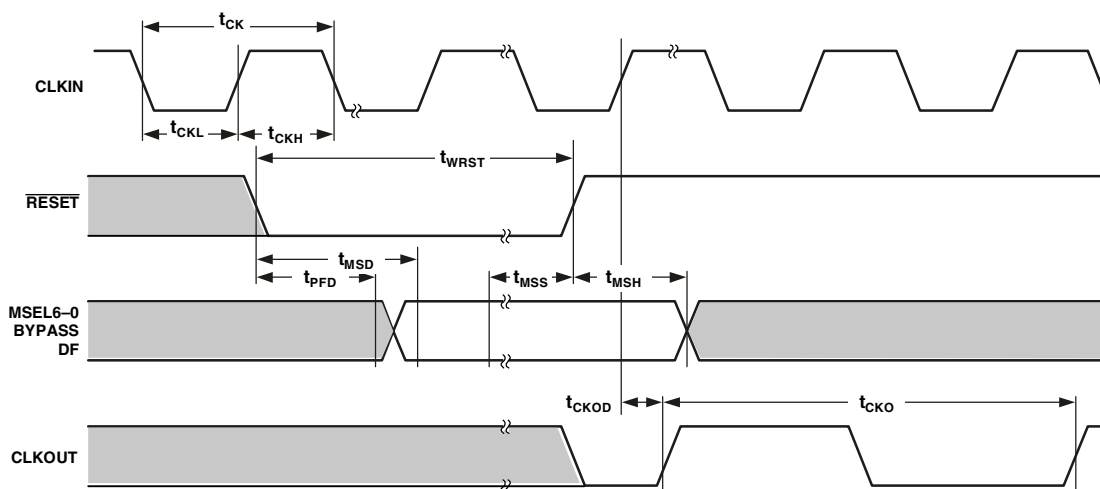 tCK
CLKIN
tCKL
tCKH
tWRST
RESET
tMSD
tPFD
tMSS
tMSH
MSEL6–0
BYPASS
DF
tCKOD
tCKO
CLKOUT